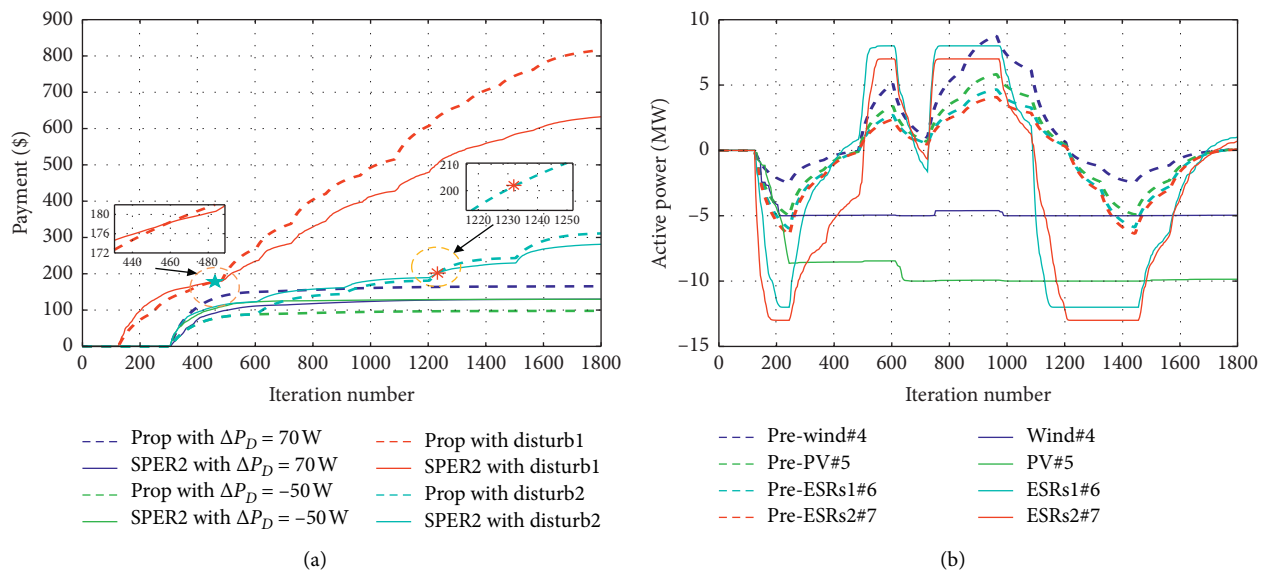 900
800
700
600
500
400
300
200
100
0
Payment ($)
0 200 400 600 800 1000 1200 1400 1600 1800
Iteration number
180
176
172
440 460 480
210
200
1220 1230 1240 1250
Prop with ΔP_D = 70 W
SPER2 with ΔP_D = 70 W
Prop with ΔP_D = –50 W
SPER2 with ΔP_D = –50 W
Prop with disturb1
SPER2 with disturb1
Prop with disturb2
SPER2 with disturb2
(a)
10
5
0
−5
−10
−15
Active power (MW)
0 200 400 600 800 1000 1200 1400 1600 1800
Iteration number
Pre-wind#4
Pre-PV#5
Pre-ESRs1#6
Pre-ESRs2#7
Wind#4
PV#5
ESRs1#6
ESRs2#7
(b)